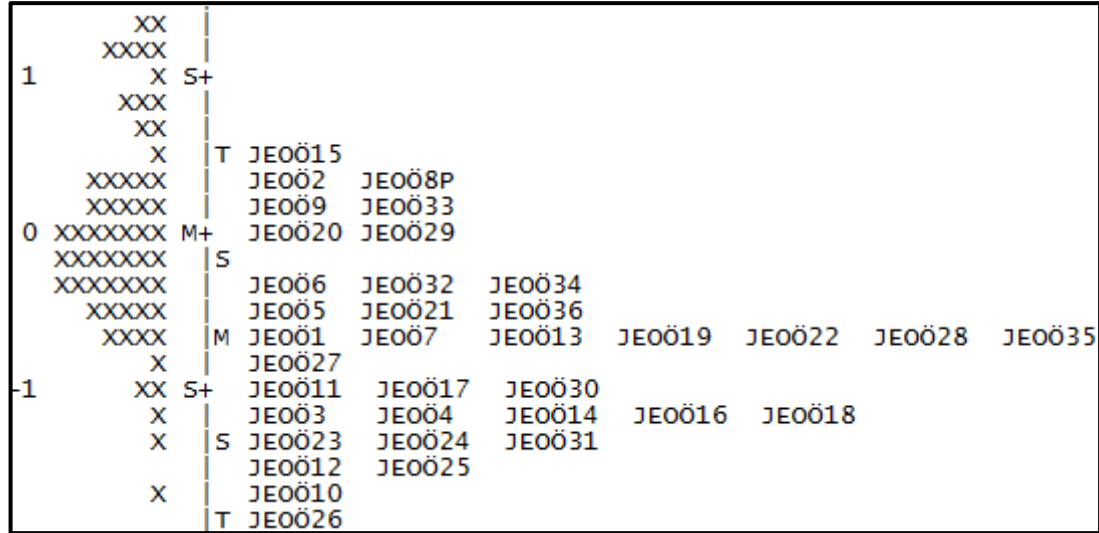 XX |
XXXX |
1 X S+
XXX |
XX |
X |T JEOÖ15
XXXXX | JEOÖ2 JEOÖ8P
XXXXX | JEOÖ9 JEOÖ33
0 XXXXXXX M+ JEOÖ20 JEOÖ29
XXXXXXX |S
XXXXXXX | JEOÖ6 JEOÖ32 JEOÖ34
XXXXX | JEOÖ5 JEOÖ21 JEOÖ36
XXXX |M JEOÖ1 JEOÖ7 JEOÖ13 JEOÖ19 JEOÖ22 JEOÖ28 JEOÖ35
X | JEOÖ27
-1 XX S+ JEOÖ11 JEOÖ17 JEOÖ30
X | JEOÖ3 JEOÖ4 JEOÖ14 JEOÖ16 JEOÖ18
X |S JEOÖ23 JEOÖ24 JEOÖ31
| JEOÖ12 JEOÖ25
X | JEOÖ10
|T JEOÖ26